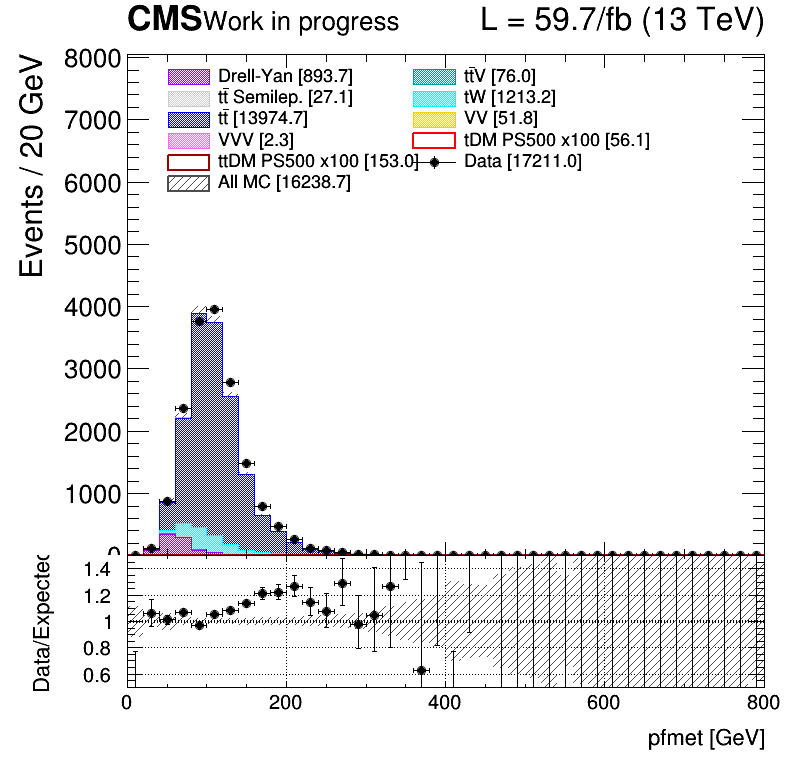 CMS Work in progress L = 59.7/fb (13 TeV)
Events / 20 GeV
8000
7000
6000
5000
4000
3000
2000
1000
0
Drell-Yan [893.7] tt̄V [76.0]
tt̄ Semilep. [27.1] tW [1213.2]
tt̄ [13974.7] VV [51.8]
VVV [2.3] tDM PS500 x100 [56.1]
ttDM PS500 x100 [153.0] Data [17211.0]
All MC [16238.7]
Data/Expected
1.4
1.2
1
0.8
0.6
0 200 400 600 800
pfmet [GeV]